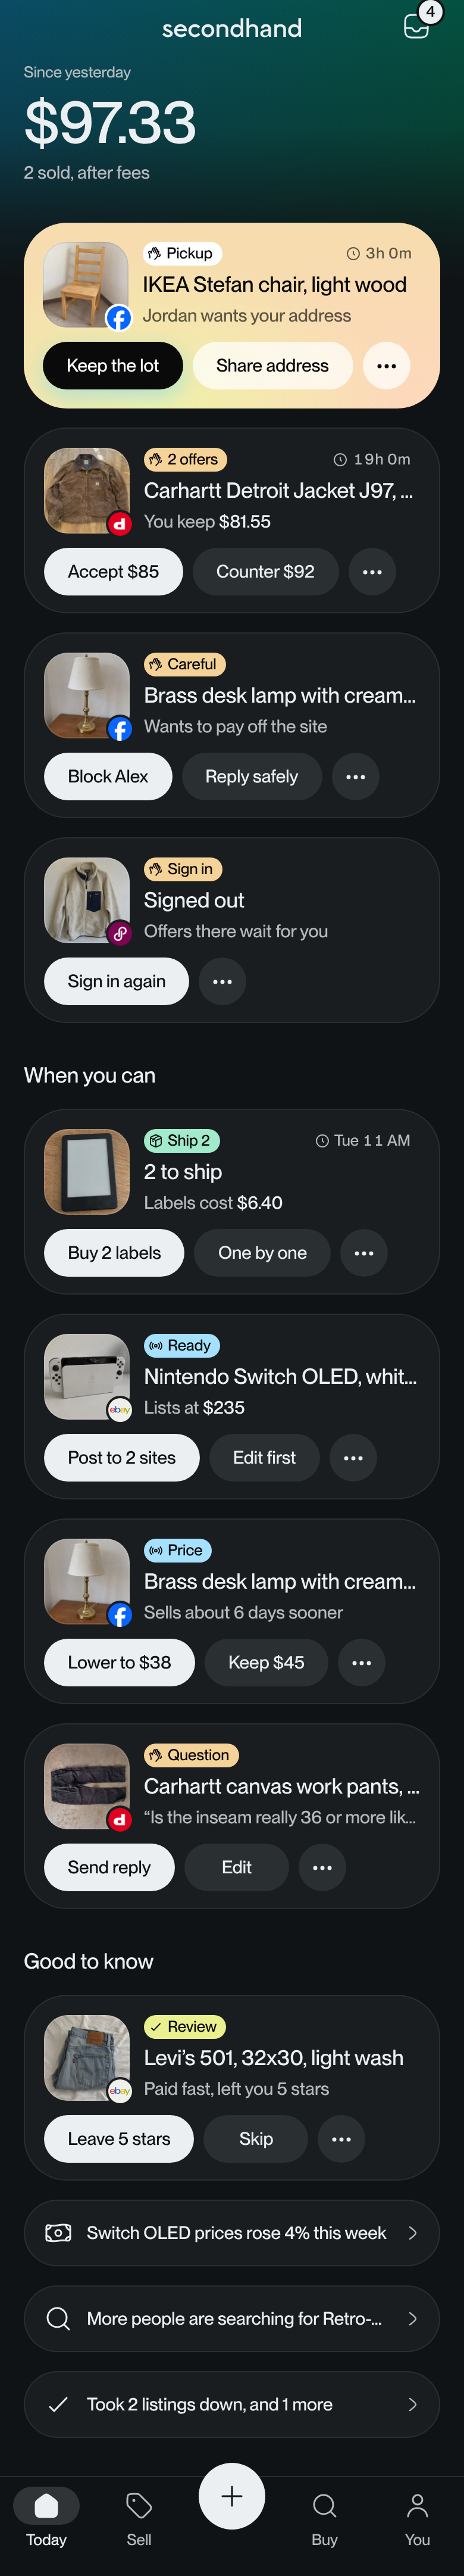 secondhand
4
Since yesterday
$97.33
2 sold, after fees
Pickup
3h 0m
IKEA Stefan chair, light wood
Jordan wants your address
Keep the lot
Share address
2 offers
19h 0m
Carhartt Detroit Jacket J97, ...
You keep $81.55
Accept $85
Counter $92
Careful
Brass desk lamp with cream...
Wants to pay off the site
Block Alex
Reply safely
Sign in
Signed out
Offers there wait for you
Sign in again
When you can
Ship 2
Tue 11 AM
2 to ship
Labels cost $6.40
Buy 2 labels
One by one
Ready
Nintendo Switch OLED, whit...
ebay
Lists at $235
Post to 2 sites
Edit first
Price
Brass desk lamp with cream...
Sells about 6 days sooner
Lower to $38
Keep $45
Question
Carhartt canvas work pants, ...
“Is the inseam really 36 or more lik...
Send reply
Edit
Good to know
Review
Levi’s 501, 32x30, light wash
ebay
Paid fast, left you 5 stars
Leave 5 stars
Skip
Switch OLED prices rose 4% this week
More people are searching for Retro-...
Took 2 listings down, and 1 more
Today
Sell
Buy
You